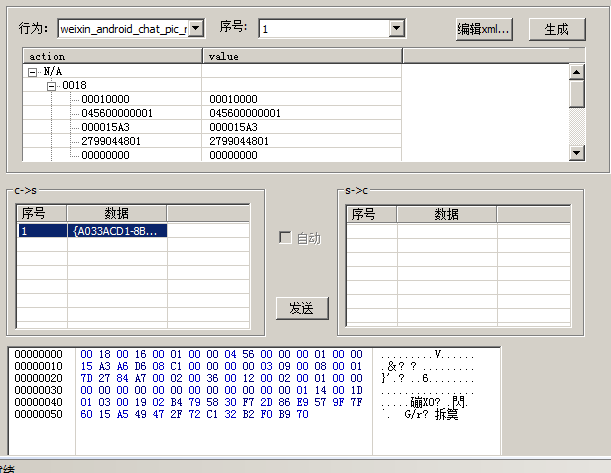 行为: weixin_android_chat_pic_r 序号: 1 编辑xml... 生成
action value
N/A
0018
00010000 00010000
045600000001 045600000001
000015A3 000015A3
2799044801 2799044801
00000000 00000000
c->s
序号 数据
1 {A033ACD1-8B...
自动
发送
s->c
序号 数据
00000000 00 18 00 16 00 01 00 00 04 56 00 00 00 01 00 00 .........V......
00000010 15 A3 A6 D6 08 C1 00 00 00 00 03 09 00 08 00 01 .&?? ..........
00000020 7D 27 84 A7 00 02 00 36 00 12 00 02 00 01 00 00 }'.? ..6........
00000030 00 00 00 00 00 00 00 00 00 00 00 00 01 14 00 1D ................
00000040 01 03 00 19 02 B4 79 58 30 F7 2D 86 E9 57 9F 7F
00000050 60 15 A5 49 47 2F 72 C1 32 B2 F0 B9 70